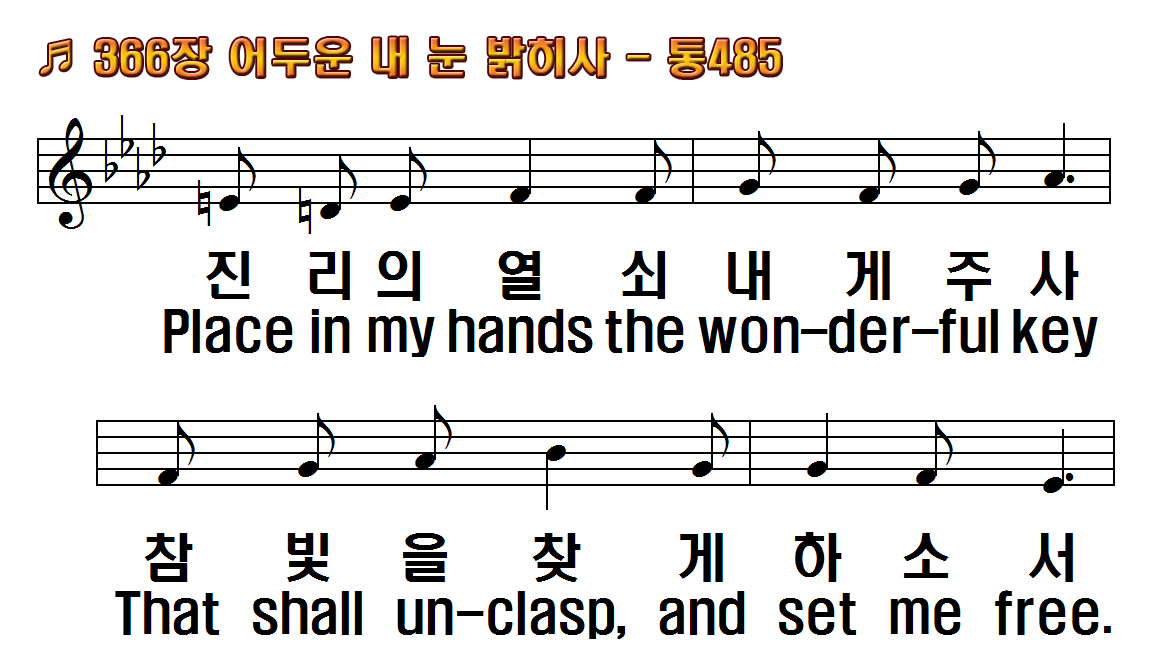 ♬ 366장 어두운 내 눈 밝히사 - 통485
진 리 의 열 쇠 내 게 주 사
Place in my hands the won-der-ful key
참 빛 을 찾 게 하 소 서
That shall un-clasp, and set me free.